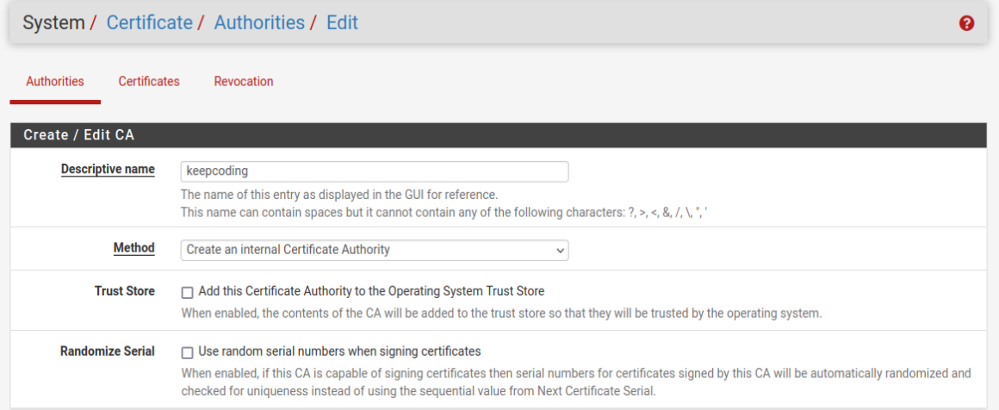 System / Certificate / Authorities / Edit
Authorities Certificates Revocation
Create / Edit CA
Descriptive name keepcoding
The name of this entry as displayed in the GUI for reference.
This name can contain spaces but it cannot contain any of the following characters: ?, >, <, &, /, \, ", '
Method Create an internal Certificate Authority
Trust Store Add this Certificate Authority to the Operating System Trust Store
When enabled, the contents of the CA will be added to the trust store so that they will be trusted by the operating system.
Randomize Serial Use random serial numbers when signing certificates
When enabled, if this CA is capable of signing certificates then serial numbers for certificates signed by this CA will be automatically randomized and
checked for uniqueness instead of using the sequential value from Next Certificate Serial.